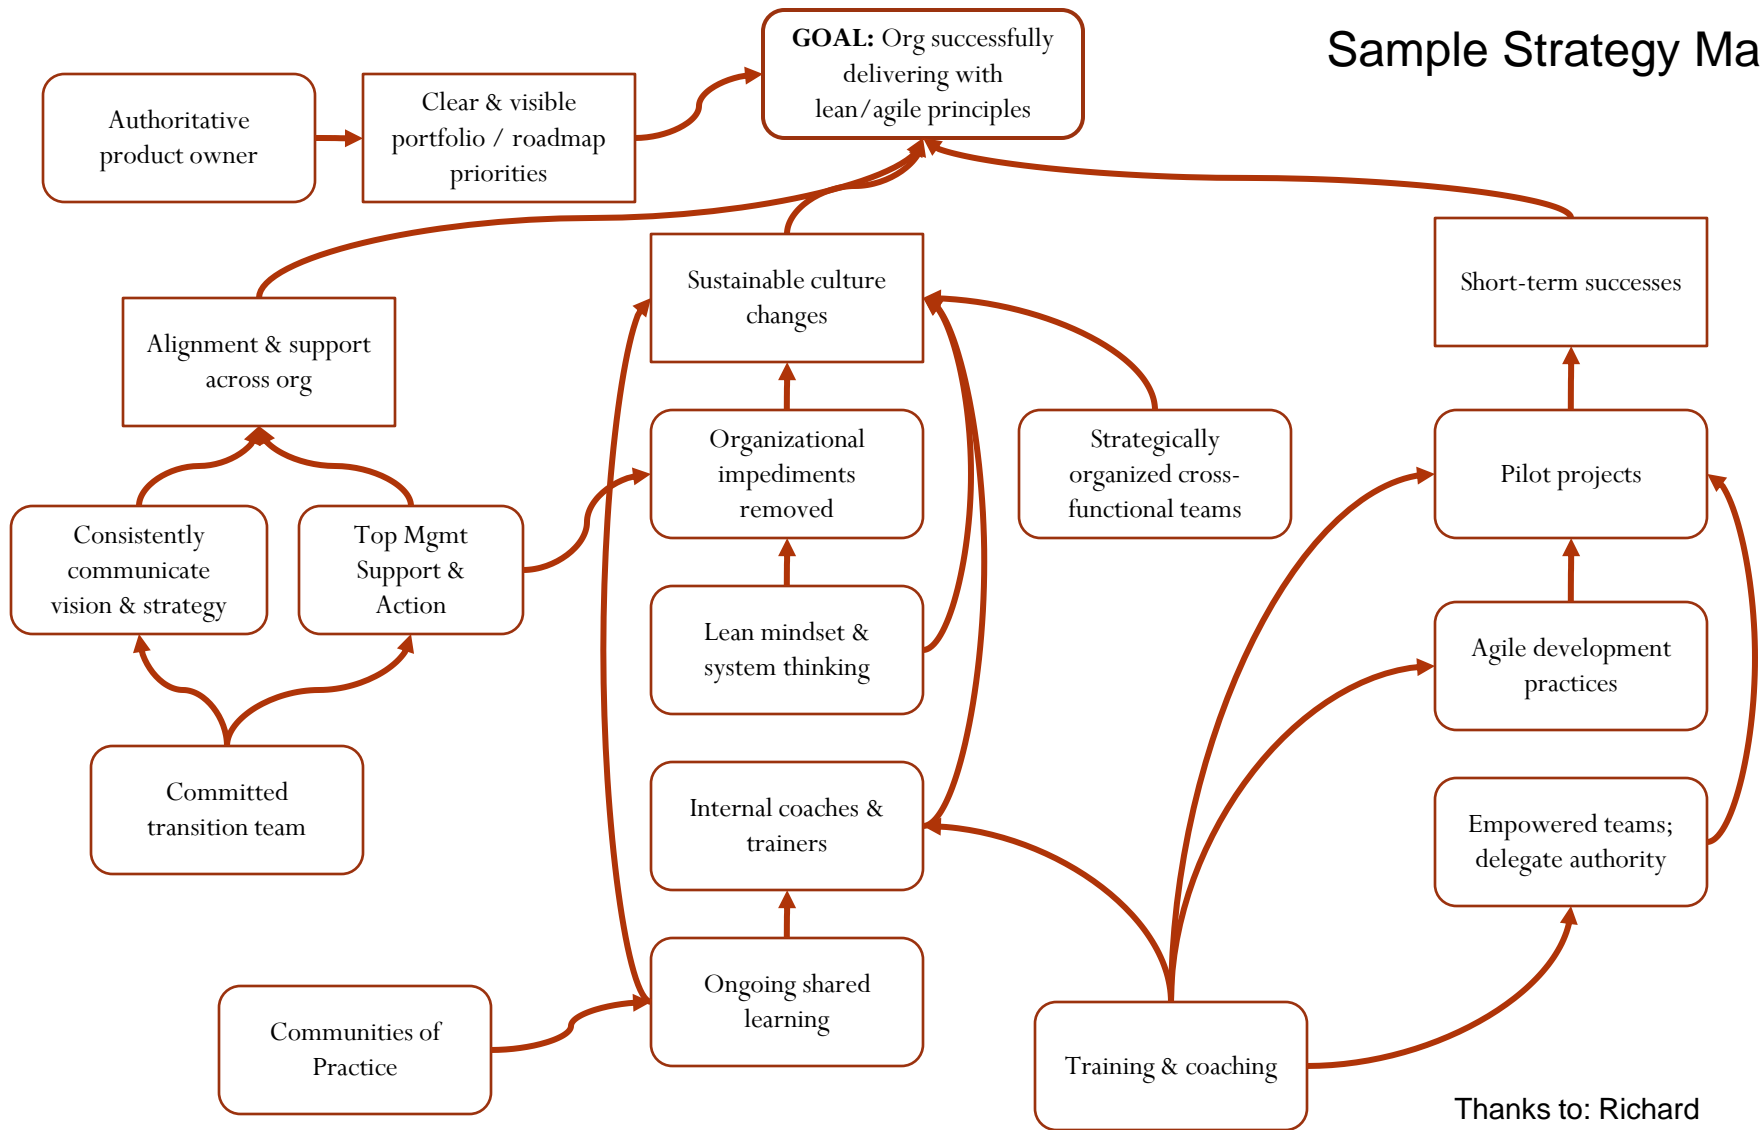 Sample Strategy Ma
GOAL: Org successfully
delivering with
lean/agile principles
Authoritative
product owner
Clear & visible
portfolio / roadmap
priorities
Alignment & support
across org
Sustainable culture
changes
Short-term successes
Organizational
impediments
removed
Strategically
organized cross-
functional teams
Pilot projects
Consistently
communicate
vision & strategy
Top Mgmt
Support &
Action
Lean mindset &
system thinking
Agile development
practices
Committed
transition team
Internal coaches &
trainers
Empowered teams;
delegate authority
Communities of
Practice
Ongoing shared
learning
Training & coaching
Thanks to: Richard